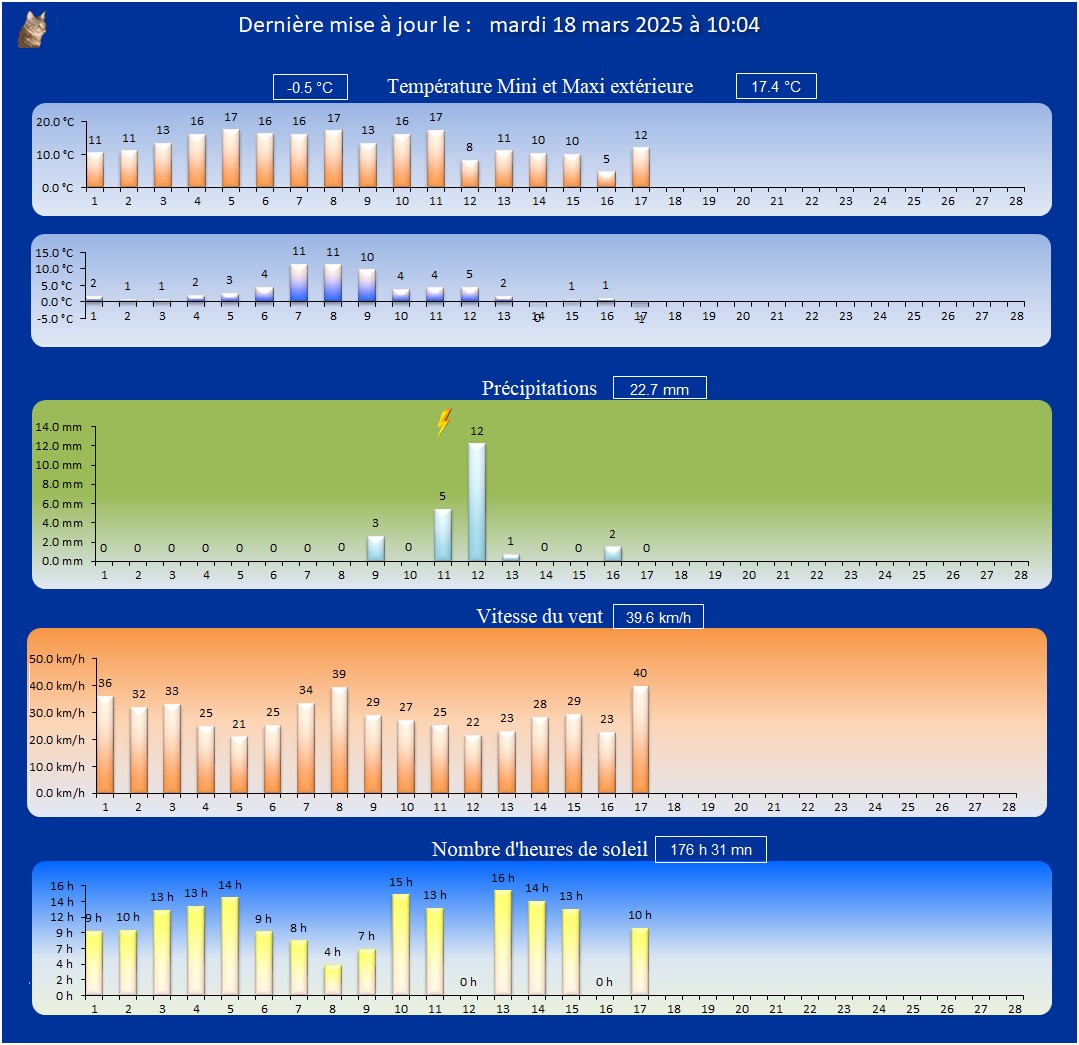 Dernière mise à jour le : mardi 18 mars 2025 à 10:04
-0.5 °C Température Mini et Maxi extérieure 17.4 °C
20.0 °C
10.0 °C
0.0 °C
11 11 13 16 17 16 16 17 13 16 17 8 11 10 10 5 12
1 2 3 4 5 6 7 8 9 10 11 12 13 14 15 16 17 18 19 20 21 22 23 24 25 26 27 28
15.0 °C
10.0 °C
5.0 °C
0.0 °C
-5.0 °C
2 1 1 2 3 4 11 11 10 4 4 5 2 0 1 1 1
1 2 3 4 5 6 7 8 9 10 11 12 13 14 15 16 17 18 19 20 21 22 23 24 25 26 27 28
Précipitations 22.7 mm
14.0 mm
12.0 mm
10.0 mm
8.0 mm
6.0 mm
4.0 mm
2.0 mm
0.0 mm
0 0 0 0 0 0 0 0 3 0 5 12 1 0 0 2 0
1 2 3 4 5 6 7 8 9 10 11 12 13 14 15 16 17 18 19 20 21 22 23 24 25 26 27 28
Vitesse du vent 39.6 km/h
50.0 km/h
40.0 km/h
30.0 km/h
20.0 km/h
10.0 km/h
0.0 km/h
36 32 33 25 21 25 34 39 29 27 25 22 23 28 29 23 40
1 2 3 4 5 6 7 8 9 10 11 12 13 14 15 16 17 18 19 20 21 22 23 24 25 26 27 28
Nombre d'heures de soleil 176 h 31 mn
16 h
14 h
12 h
9 h
7 h
4 h
2 h
0 h
9 h 10 h 13 h 13 h 14 h 9 h 8 h 4 h 7 h 15 h 13 h 0 h 16 h 14 h 13 h 0 h 10 h
1 2 3 4 5 6 7 8 9 10 11 12 13 14 15 16 17 18 19 20 21 22 23 24 25 26 27 28